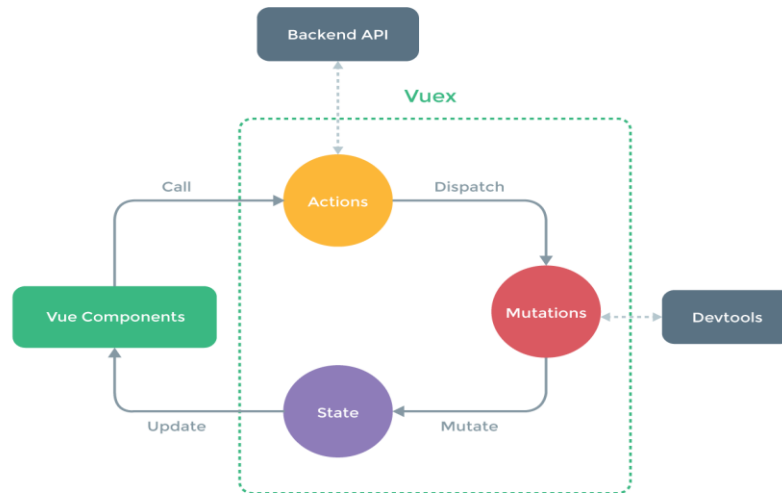 Backend API
Vuex
Call
Actions
Dispatch
Vue Components
Mutations
Devtools
Update
State
Mutate